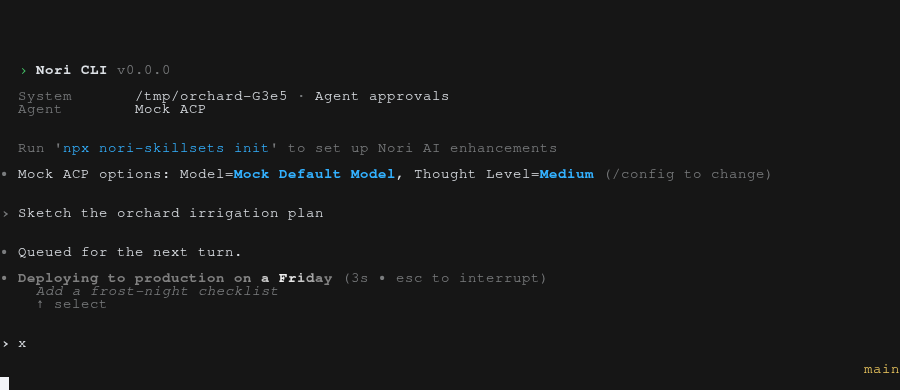 › Nori CLI v0.0.0
System /tmp/orchard-G3e5 · Agent approvals
Agent Mock ACP
Run 'npx nori-skillsets init' to set up Nori AI enhancements
• Mock ACP options: Model=Mock Default Model, Thought Level=Medium (/config to change)
› Sketch the orchard irrigation plan
• Queued for the next turn.
• Deploying to production on a Friday (3s • esc to interrupt)
Add a frost-night checklist
↑ select
› x
main